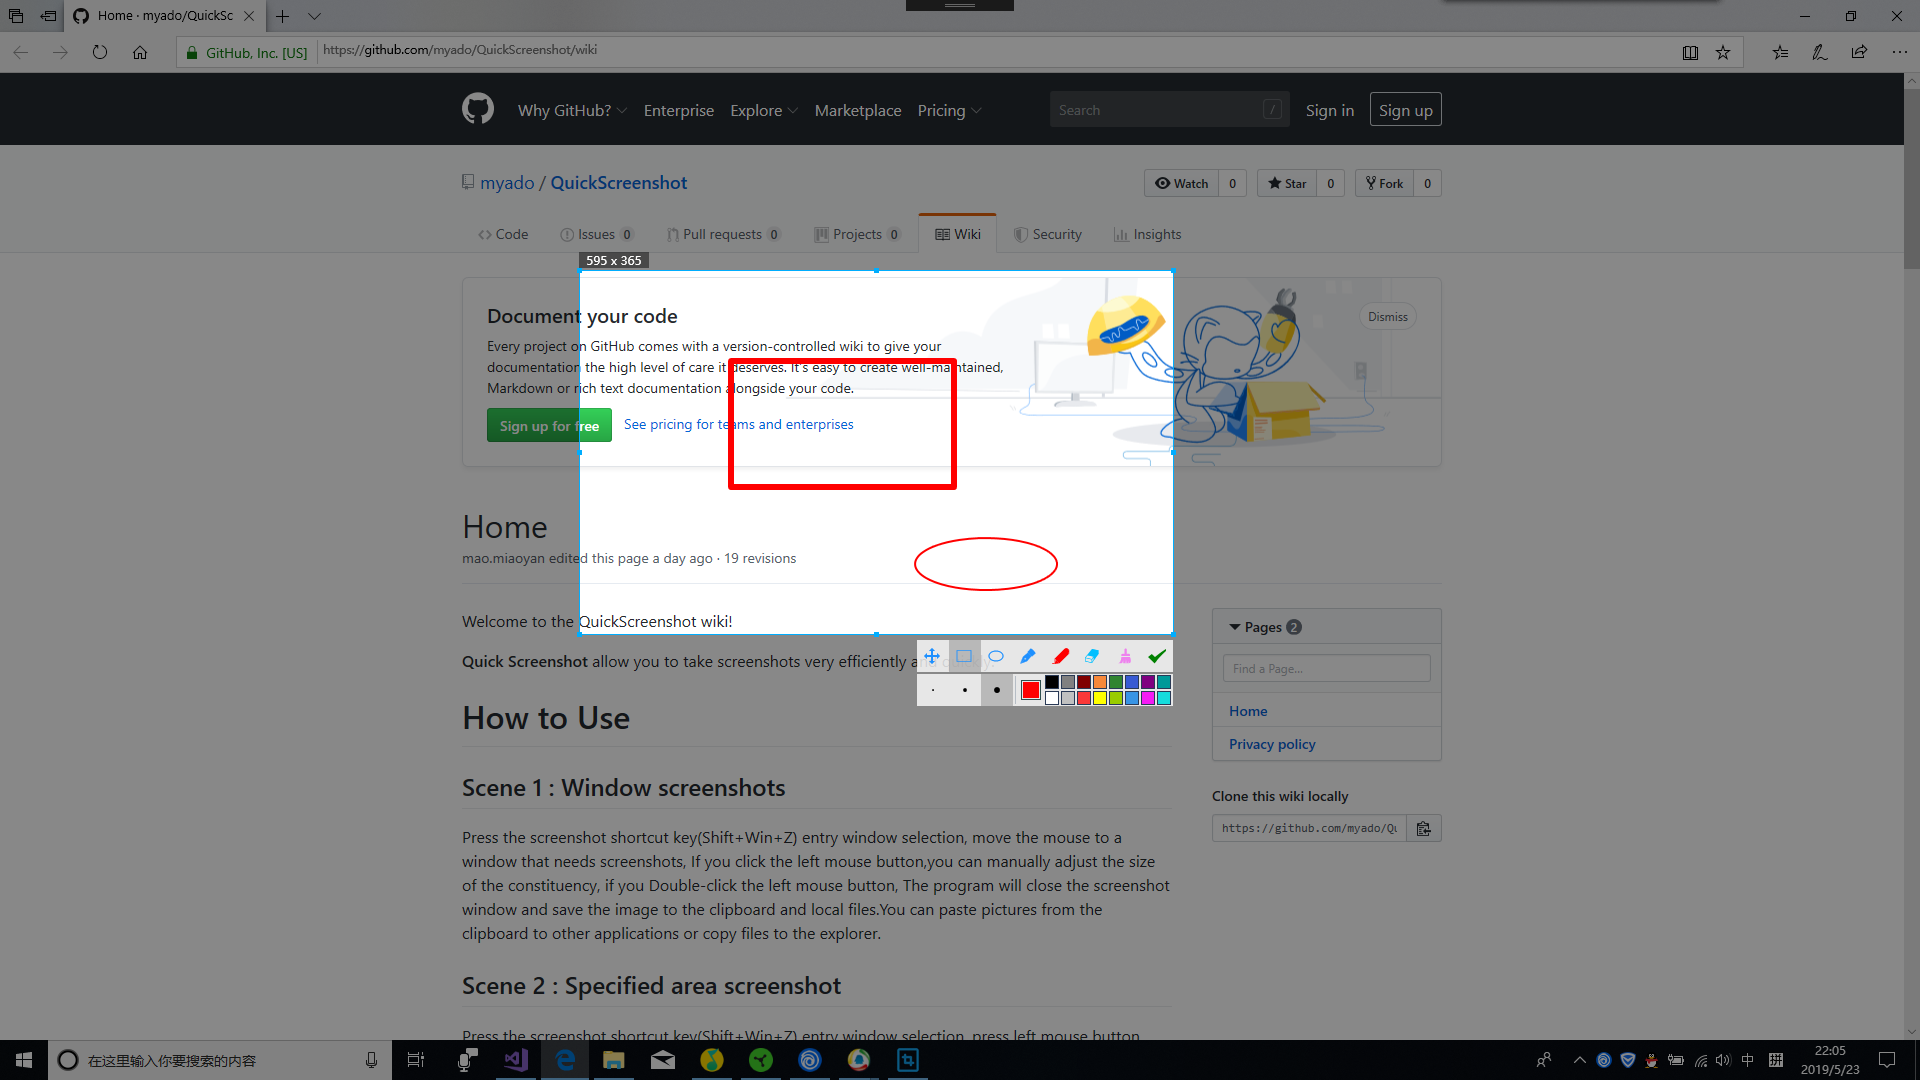 Home · myado/QuickSc
GitHub, Inc. [US]
https://github.com/myado/QuickScreenshot/wiki
Why GitHub?
Enterprise
Explore
Marketplace
Pricing
Search
/
Sign in
Sign up
myado / QuickScreenshot
Watch 0
Star 0
Fork 0
Code
Issues 0
Pull requests 0
Projects 0
Wiki
Security
Insights
595 x 365
Document your code
Dismiss
Every project on GitHub comes with a version-controlled wiki to give your
documentation the high level of care it deserves. It's easy to create well-maintained,
Markdown or rich text documentation alongside your code.
Sign up for free
See pricing for teams and enterprises
Home
mao.miaoyan edited this page a day ago · 19 revisions
Welcome to the QuickScreenshot wiki!
Quick Screenshot allow you to take screenshots very efficiently
How to Use
Scene 1 : Window screenshots
Press the screenshot shortcut key(Shift+Win+Z) entry window selection, move the mouse to a
window that needs screenshots, If you click the left mouse button,you can manually adjust the size
of the constituency, if you Double-click the left mouse button, The program will close the screenshot
window and save the image to the clipboard and local files.You can paste pictures from the
clipboard to other applications or copy files to the explorer.
Scene 2 : Specified area screenshot
Press the screenshot shortcut key(Shift+Win+Z) entry window selection, press left mouse button
Pages 2
Find a Page...
Home
Privacy policy
Clone this wiki locally
https://github.com/myado/Qu
在这里输入你要搜索的内容
中
拼
22:05
2019/5/23